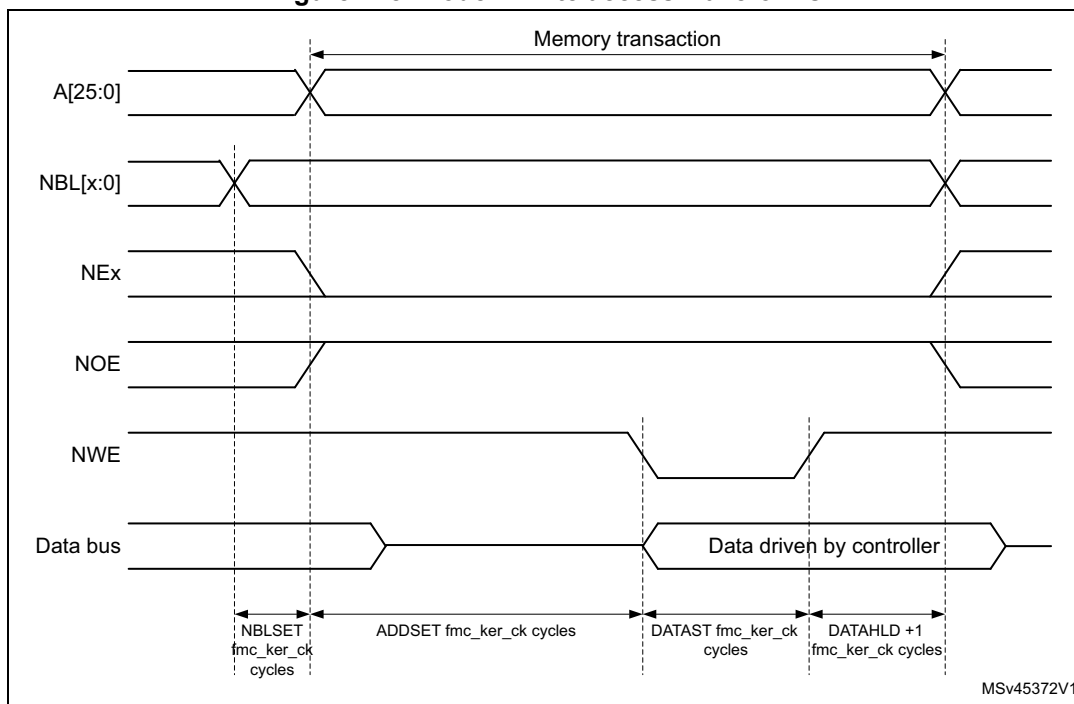 Memory transaction
A[25:0]
NBL[x:0]
NEx
NOE
NWE
Data bus
Data driven by controller
NBLSET
fmc_ker_ck
cycles
ADDSET fmc_ker_ck cycles
DATAST fmc_ker_ck
cycles
DATAHLD +1
fmc_ker_ck cycles
MSv45372V1